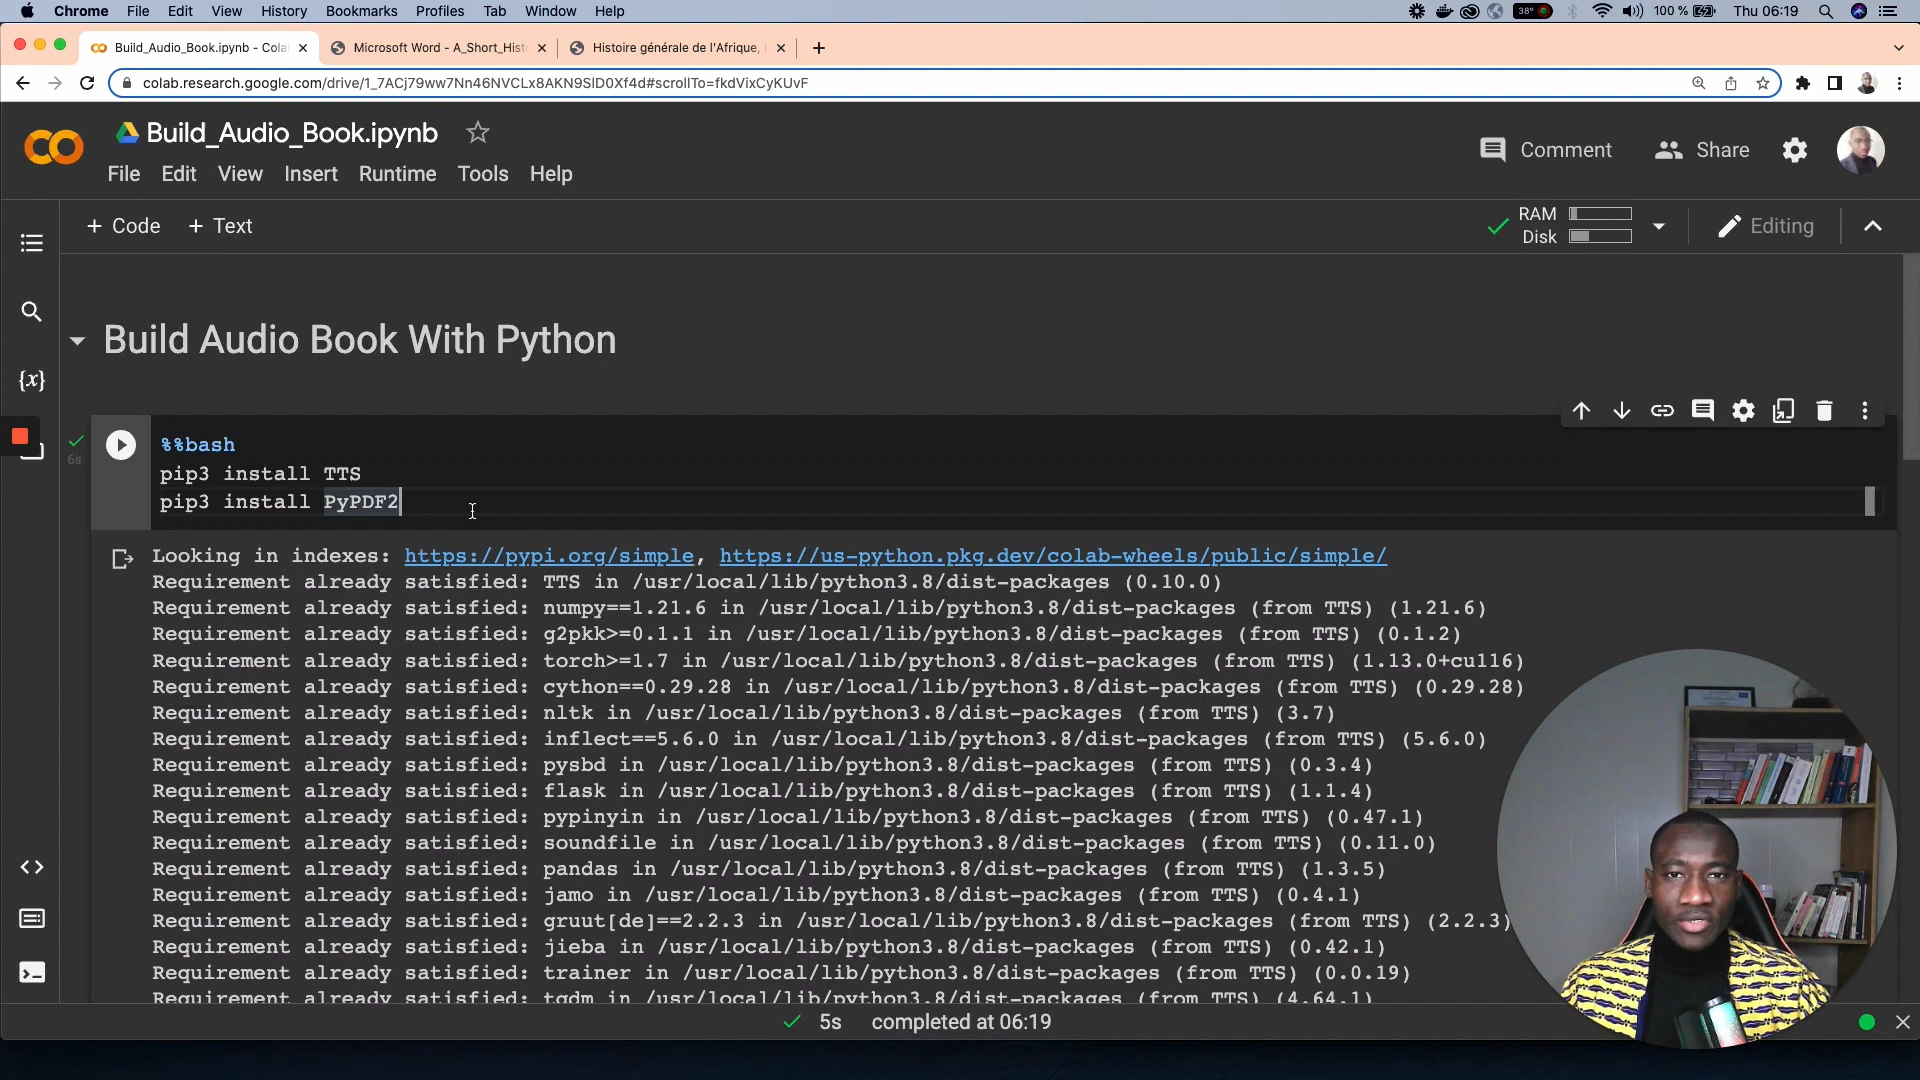 Chrome File Edit View History Bookmarks Profiles Tab Window Help 38° 100 % Thu 06:19
Build_Audio_Book.ipynb - Cola Microsoft Word - A_Short_Hist Histoire générale de l'Afrique,
colab.research.google.com/drive/1_7ACj79ww7Nn46NVCLx8AKN9SlD0Xf4d#scrollTo=fkdVixCyKUvF
Build_Audio_Book.ipynb
Comment Share
File Edit View Insert Runtime Tools Help
+ Code + Text
RAM
Disk
Editing
Build Audio Book With Python
{x}
6s
%%bash
pip3 install TTS
pip3 install PyPDF2
Looking in indexes: https://pypi.org/simple, https://us-python.pkg.dev/colab-wheels/public/simple/
Requirement already satisfied: TTS in /usr/local/lib/python3.8/dist-packages (0.10.0)
Requirement already satisfied: numpy==1.21.6 in /usr/local/lib/python3.8/dist-packages (from TTS) (1.21.6)
Requirement already satisfied: g2pkk>=0.1.1 in /usr/local/lib/python3.8/dist-packages (from TTS) (0.1.2)
Requirement already satisfied: torch>=1.7 in /usr/local/lib/python3.8/dist-packages (from TTS) (1.13.0+cu116)
Requirement already satisfied: cython==0.29.28 in /usr/local/lib/python3.8/dist-packages (from TTS) (0.29.28)
Requirement already satisfied: nltk in /usr/local/lib/python3.8/dist-packages (from TTS) (3.7)
Requirement already satisfied: inflect==5.6.0 in /usr/local/lib/python3.8/dist-packages (from TTS) (5.6.0)
Requirement already satisfied: pysbd in /usr/local/lib/python3.8/dist-packages (from TTS) (0.3.4)
Requirement already satisfied: flask in /usr/local/lib/python3.8/dist-packages (from TTS) (1.1.4)
Requirement already satisfied: pypinyin in /usr/local/lib/python3.8/dist-packages (from TTS) (0.47.1)
Requirement already satisfied: soundfile in /usr/local/lib/python3.8/dist-packages (from TTS) (0.11.0)
Requirement already satisfied: pandas in /usr/local/lib/python3.8/dist-packages (from TTS) (1.3.5)
Requirement already satisfied: jamo in /usr/local/lib/python3.8/dist-packages (from TTS) (0.4.1)
Requirement already satisfied: gruut[de]==2.2.3 in /usr/local/lib/python3.8/dist-packages (from TTS) (2.2.3)
Requirement already satisfied: jieba in /usr/local/lib/python3.8/dist-packages (from TTS) (0.42.1)
Requirement already satisfied: trainer in /usr/local/lib/python3.8/dist-packages (from TTS) (0.0.19)
Requirement already satisfied: tqdm in /usr/local/lib/python3.8/dist-packages (from TTS) (4.64.1)
5s completed at 06:19